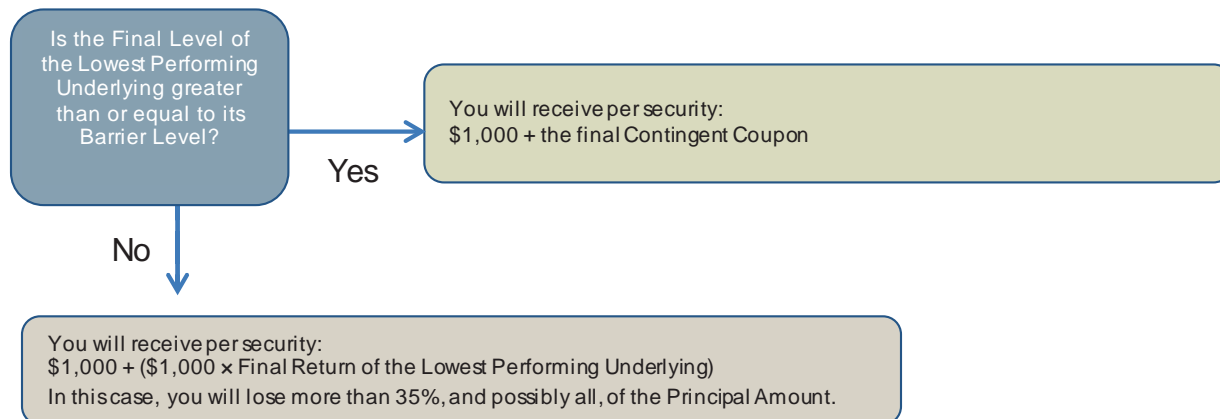 Is the Final Level of
the Lowest Performing
Underlying greater
than or equal to its
Barrier Level?
You will receive per security:
$1,000 + the final Contingent Coupon
Yes
No
You will receive per security:
$1,000 + ($1,000 × Final Return of the Lowest Performing Underlying)
In this case, you will lose more than 35%, and possibly all, of the Principal Amount.